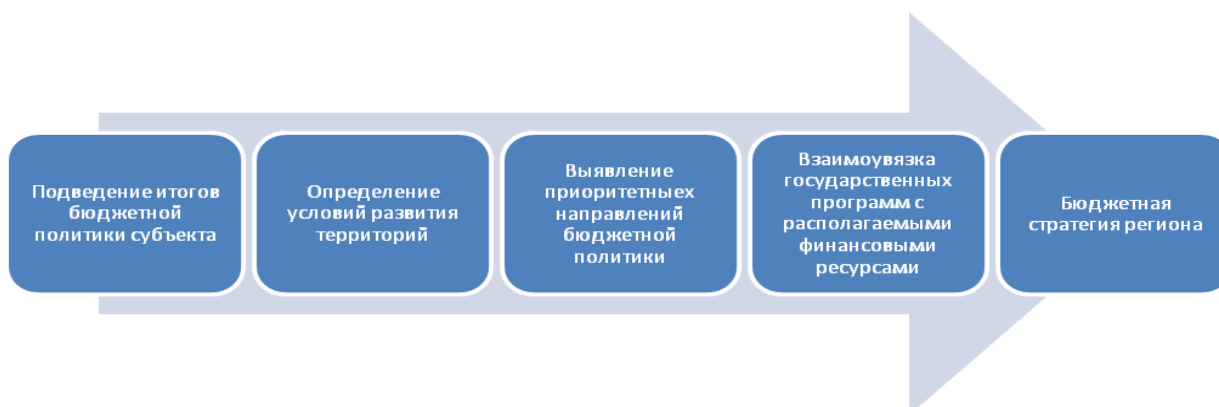 Подведение итогов
бюджетной
политики субъекта
Определение
условий развития
территорий
Выявление
приоритетныех
направлений
бюджетной
политики
Взаимоувязка
государственных
программ с
располагаемыми
финансовыми
ресурсами
Бюджетная
стратегия региона